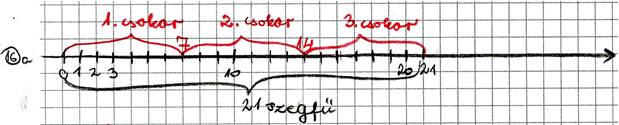 1. csokor 2. csokor 3. csokor
7 14
16 a
0 1 2 3 10 20 21
21 szegfű